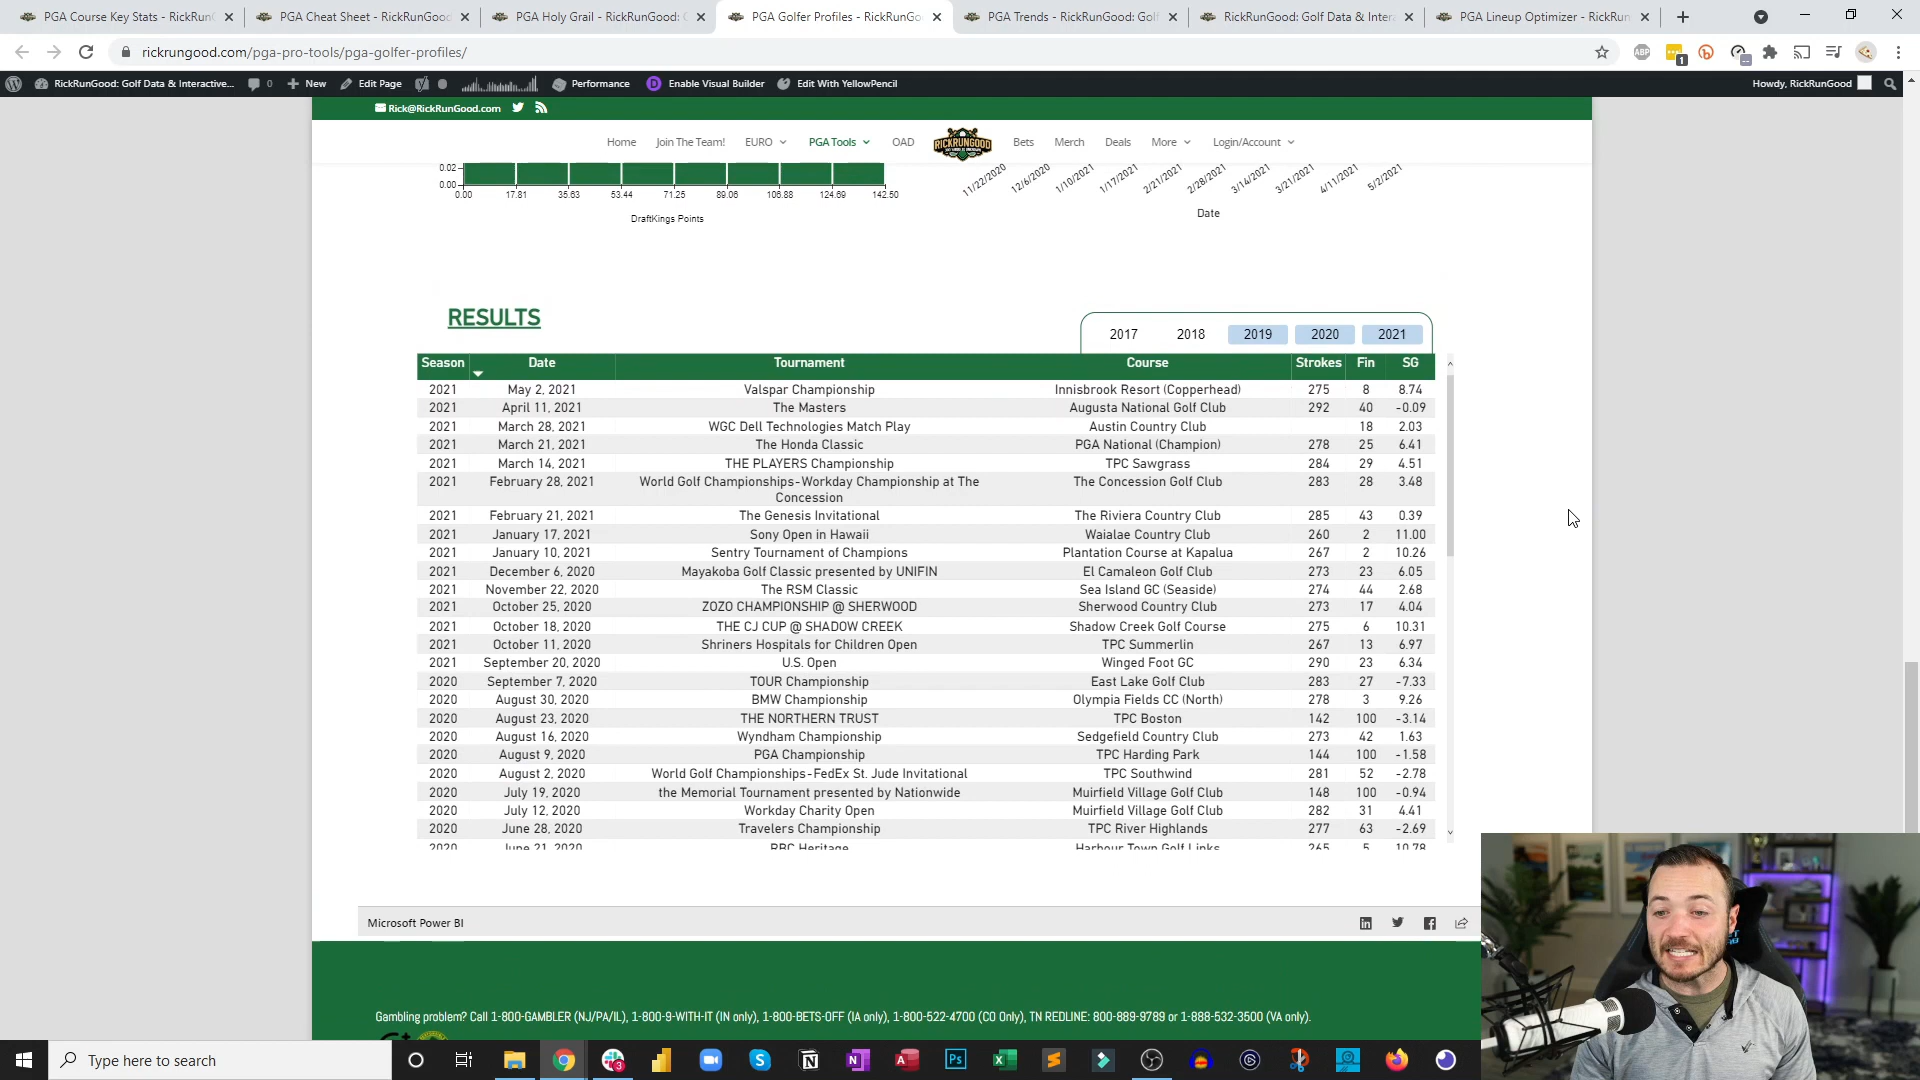 PGA Course Key Stats - RickRun
PGA Cheat Sheet - RickRunGood
PGA Holy Grail - RickRunGood:
PGA Golfer Profiles - RickRunGo
PGA Trends - RickRunGood: Golf
RickRunGood: Golf Data & Inter
PGA Lineup Optimizer - RickRun
rickrungood.com/pga-pro-tools/pga-golfer-profiles/
ABP
1
RickRunGood: Golf Data & Interactive...
0
New
Edit Page
Performance
Enable Visual Builder
Edit With YellowPencil
Howdy, RickRunGood
Rick@RickRunGood.com
Home
Join The Team!
EURO
PGA Tools
OAD
RICKRUNGOOD
Bets
Merch
Deals
More
Login/Account
0.02
0.00
0.00 17.81 35.63 53.44 71.25 89.06 106.88 124.69 142.50
DraftKings Points
11/22/2020 12/6/2020 1/10/2021 1/17/2021 2/21/2021 2/28/2021 3/14/2021 3/21/2021 4/11/2021 5/2/2021
Date
RESULTS
2017 2018 2019 2020 2021
Season Date Tournament Course Strokes Fin SG
2021 May 2, 2021 Valspar Championship Innisbrook Resort (Copperhead) 275 8 8.74
2021 April 11, 2021 The Masters Augusta National Golf Club 292 40 -0.09
2021 March 28, 2021 WGC Dell Technologies Match Play Austin Country Club 18 2.03
2021 March 21, 2021 The Honda Classic PGA National (Champion) 278 25 6.41
2021 March 14, 2021 THE PLAYERS Championship TPC Sawgrass 284 29 4.51
2021 February 28, 2021 World Golf Championships-Workday Championship at The The Concession Golf Club 283 28 3.48
Concession
2021 February 21, 2021 The Genesis Invitational The Riviera Country Club 285 43 0.39
2021 January 17, 2021 Sony Open in Hawaii Waialae Country Club 260 2 11.00
2021 January 10, 2021 Sentry Tournament of Champions Plantation Course at Kapalua 267 2 10.26
2021 December 6, 2020 Mayakoba Golf Classic presented by UNIFIN El Camaleon Golf Club 273 23 6.05
2021 November 22, 2020 The RSM Classic Sea Island GC (Seaside) 274 44 2.68
2021 October 25, 2020 ZOZO CHAMPIONSHIP @ SHERWOOD Sherwood Country Club 273 17 4.04
2021 October 18, 2020 THE CJ CUP @ SHADOW CREEK Shadow Creek Golf Course 275 6 10.31
2021 October 11, 2020 Shriners Hospitals for Children Open TPC Summerlin 267 13 6.97
2021 September 20, 2020 U.S. Open Winged Foot GC 290 23 6.34
2020 September 7, 2020 TOUR Championship East Lake Golf Club 283 27 -7.33
2020 August 30, 2020 BMW Championship Olympia Fields CC (North) 278 3 9.26
2020 August 23, 2020 THE NORTHERN TRUST TPC Boston 142 100 -3.14
2020 August 16, 2020 Wyndham Championship Sedgefield Country Club 273 42 1.63
2020 August 9, 2020 PGA Championship TPC Harding Park 144 100 -1.58
2020 August 2, 2020 World Golf Championships-FedEx St. Jude Invitational TPC Southwind 281 52 -2.78
2020 July 19, 2020 the Memorial Tournament presented by Nationwide Muirfield Village Golf Club 148 100 -0.94
2020 July 12, 2020 Workday Charity Open Muirfield Village Golf Club 282 31 4.41
2020 June 28, 2020 Travelers Championship TPC River Highlands 277 63 -2.69
2020 June 21, 2020 RBC Heritage Harbour Town Golf Links 265 5 10.78
Microsoft Power BI
Gambling problem? Call 1-800-GAMBLER (NJ/PA/IL), 1-800-9-WITH-IT (IN only), 1-800-BETS-OFF (IA only), 1-800-522-4700 (CO Only), TN REDLINE: 800-889-9789 or 1-888-532-3500 (VA only).
Type here to search
3
Ps